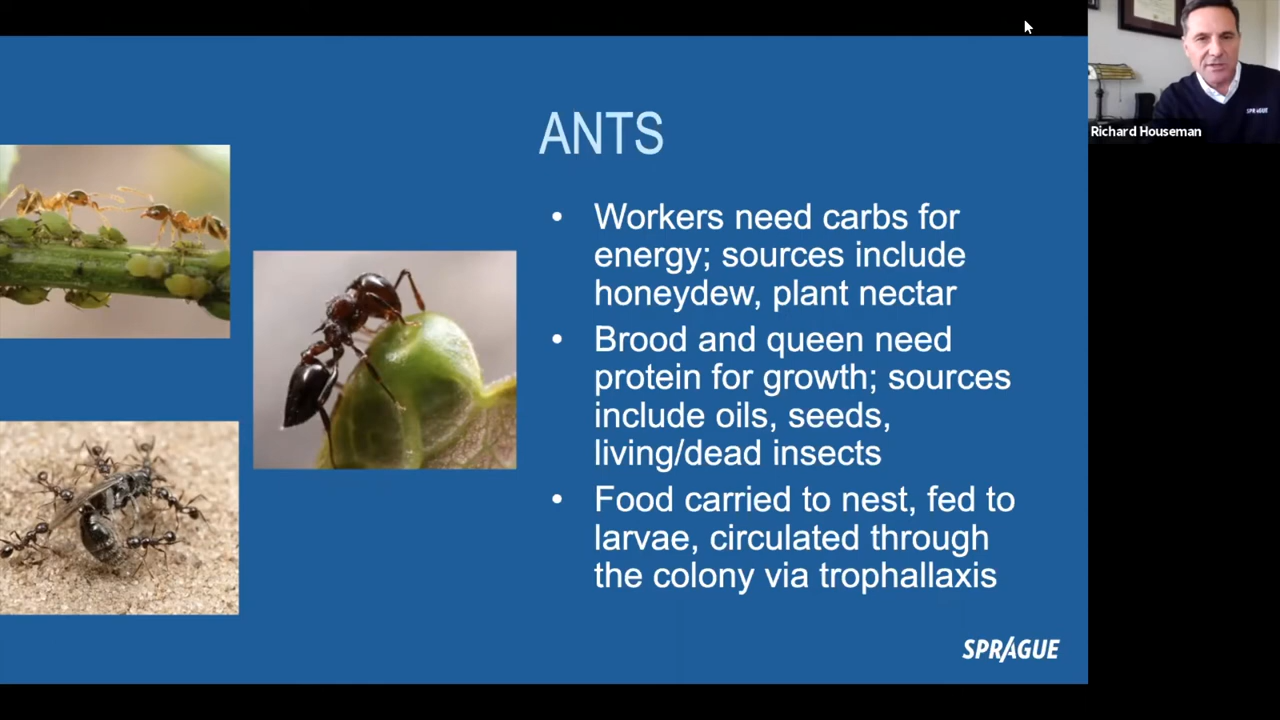 ANTS
• Workers need carbs for
energy; sources include
honeydew, plant nectar
• Brood and queen need
protein for growth; sources
include oils, seeds,
living/dead insects
• Food carried to nest, fed to
larvae, circulated through
the colony via trophallaxis
SPRAGUE
SPRAGUE
Richard Houseman